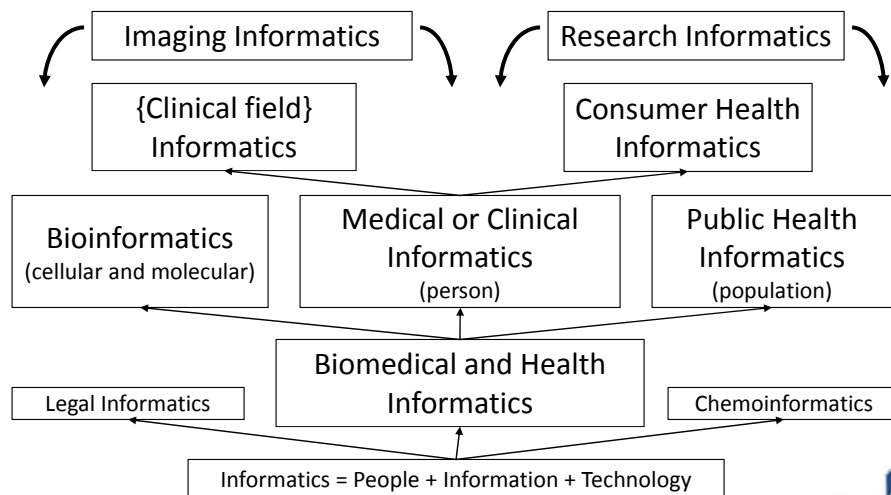 Imaging Informatics
Research Informatics
{Clinical field}
Informatics
Consumer Health
Informatics
Bioinformatics
(cellular and molecular)
Medical or Clinical
Informatics
(person)
Public Health
Informatics
(population)
Biomedical and Health
Informatics
Legal Informatics
Chemoinformatics
Informatics = People + Information + Technology